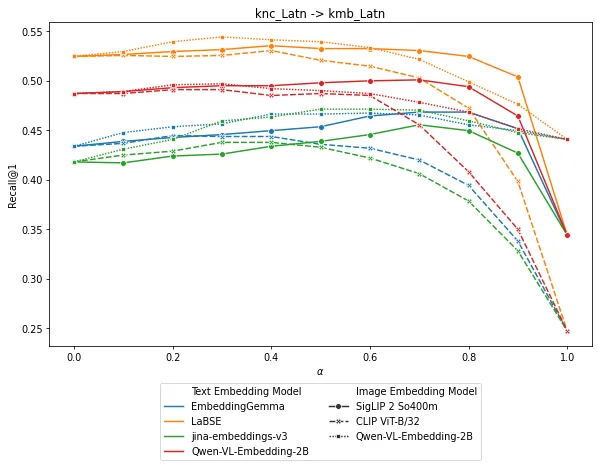 knc_Latn -> kmb_Latn
Recall@1
0.55
0.50
0.45
0.40
0.35
0.30
0.25
0.0 0.2 0.4 0.6 0.8 1.0
α
Text Embedding Model
EmbeddingGemma
LaBSE
jina-embeddings-v3
Qwen-VL-Embedding-2B
Image Embedding Model
SigLIP 2 So400m
CLIP ViT-B/32
Qwen-VL-Embedding-2B